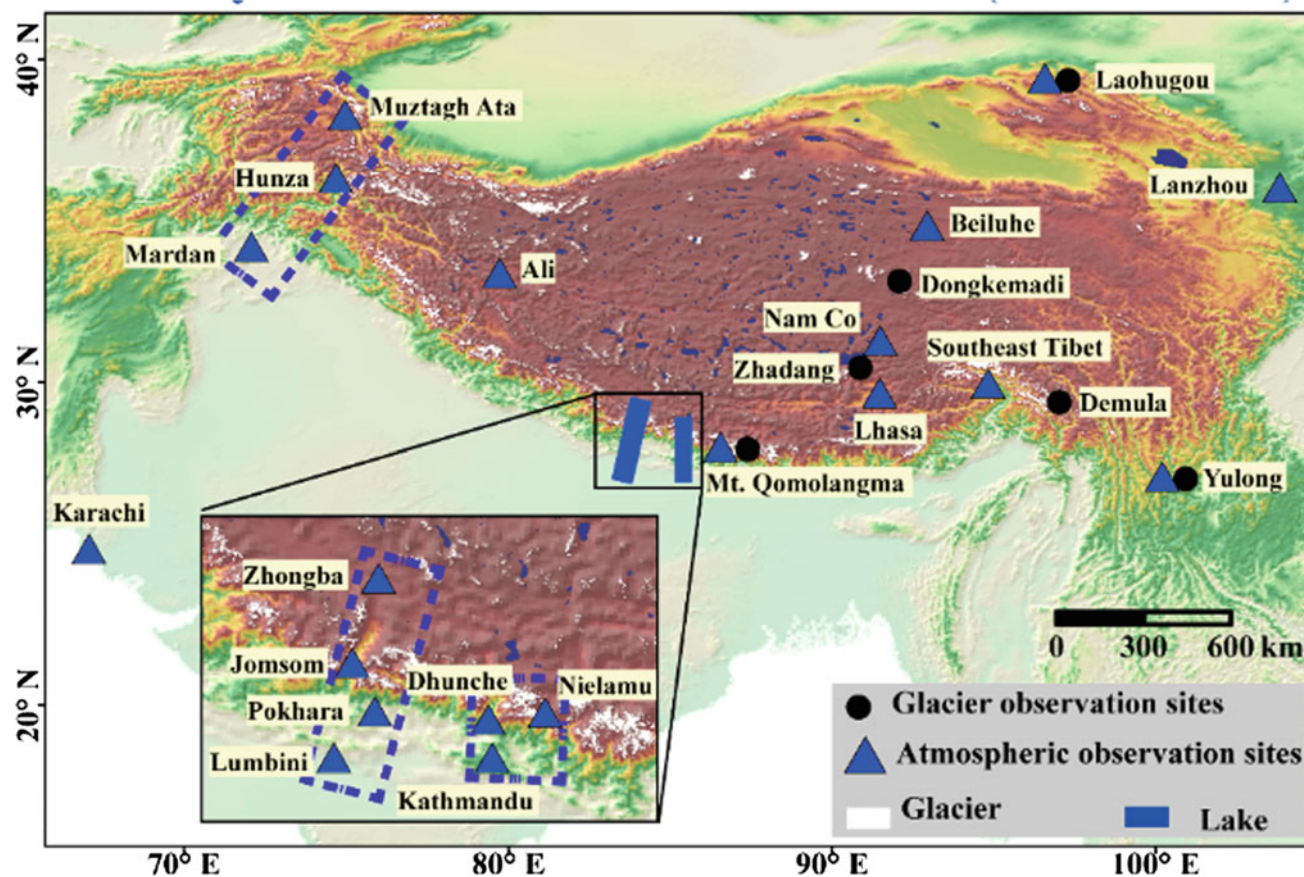 40° N
Muztagh Ata
Laohugou
Hunza
Lanzhou
Mardan
Beiluhe
Ali
Dongkemadi
Nam Co
Southeast Tibet
30° N
Zhadang
Demula
Lhasa
Mt. Qomolangma
Yulong
Karachi
Zhongba
0 300 600 km
Jomsom
Dhunche
Nielamu
20° N
Pokhara
Glacier observation sites
Lumbini
Atmospheric observation sites
Kathmandu
Glacier
Lake
70° E 80° E 90° E 100° E